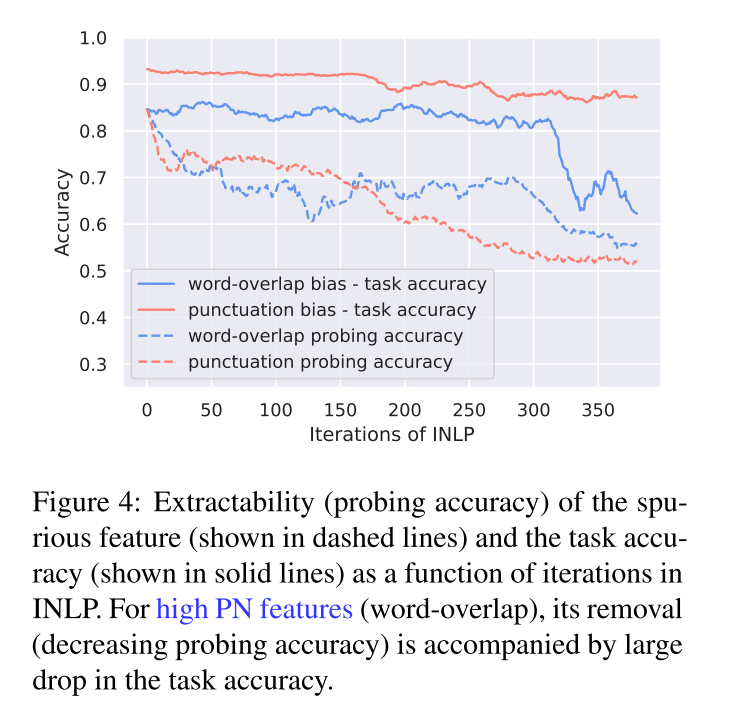 1.0
0.9
0.8
0.7
0.6
0.5
0.4
0.3
Accuracy
word-overlap bias - task accuracy
punctuation bias - task accuracy
word-overlap probing accuracy
punctuation probing accuracy
0 50 100 150 200 250 300 350
Iterations of INLP
Figure 4: Extractability (probing accuracy) of the spu-
rious feature (shown in dashed lines) and the task accu-
racy (shown in solid lines) as a function of iterations in
INLP. For high PN features (word-overlap), its removal
(decreasing probing accuracy) is accompanied by large
drop in the task accuracy.